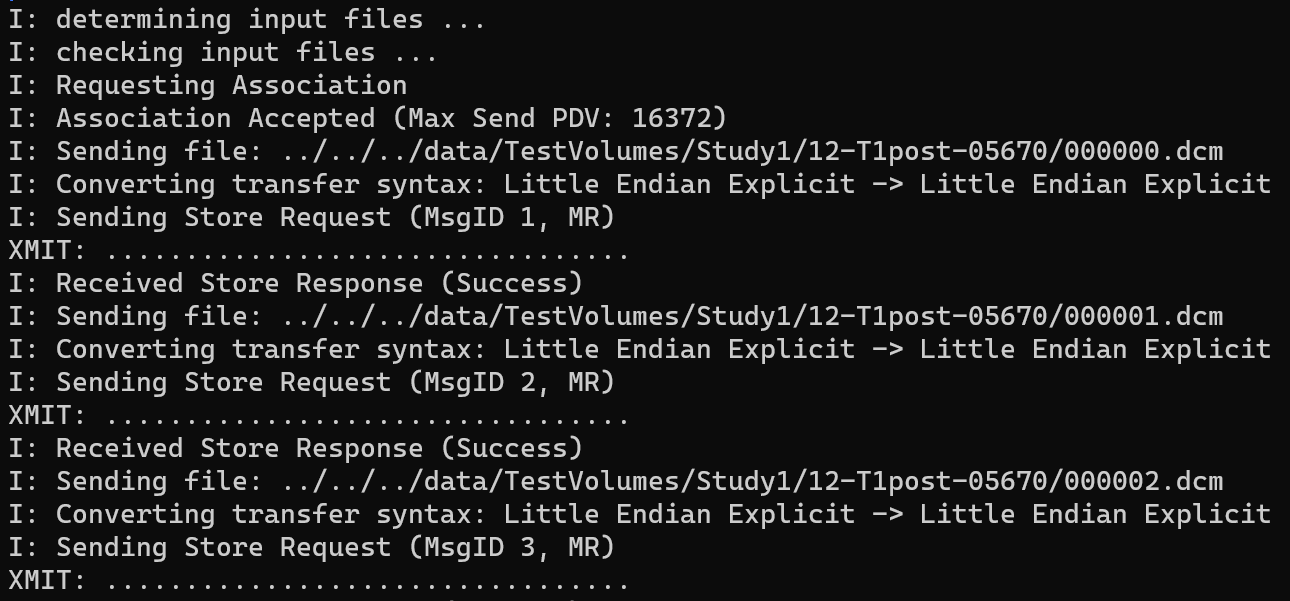 I: determining input files ...
I: checking input files ...
I: Requesting Association
I: Association Accepted (Max Send PDV: 16372)
I: Sending file: ../../../data/TestVolumes/Study1/12-T1post-05670/000000.dcm
I: Converting transfer syntax: Little Endian Explicit -> Little Endian Explicit
I: Sending Store Request (MsgID 1, MR)
XMIT: .................................
I: Received Store Response (Success)
I: Sending file: ../../../data/TestVolumes/Study1/12-T1post-05670/000001.dcm
I: Converting transfer syntax: Little Endian Explicit -> Little Endian Explicit
I: Sending Store Request (MsgID 2, MR)
XMIT: .................................
I: Received Store Response (Success)
I: Sending file: ../../../data/TestVolumes/Study1/12-T1post-05670/000002.dcm
I: Converting transfer syntax: Little Endian Explicit -> Little Endian Explicit
I: Sending Store Request (MsgID 3, MR)
XMIT: .................................